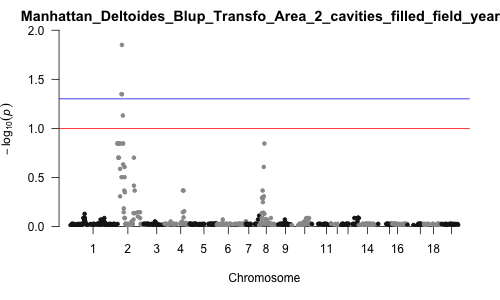 Manhattan_Deltoides_Blup_Transfo_Area_2_cavities_filled_field_year
2.0
1.5
1.0
0.5
0.0
− log10(p)
1 2 3 4 5 6 7 8 9 11 14 16 18
Chromosome